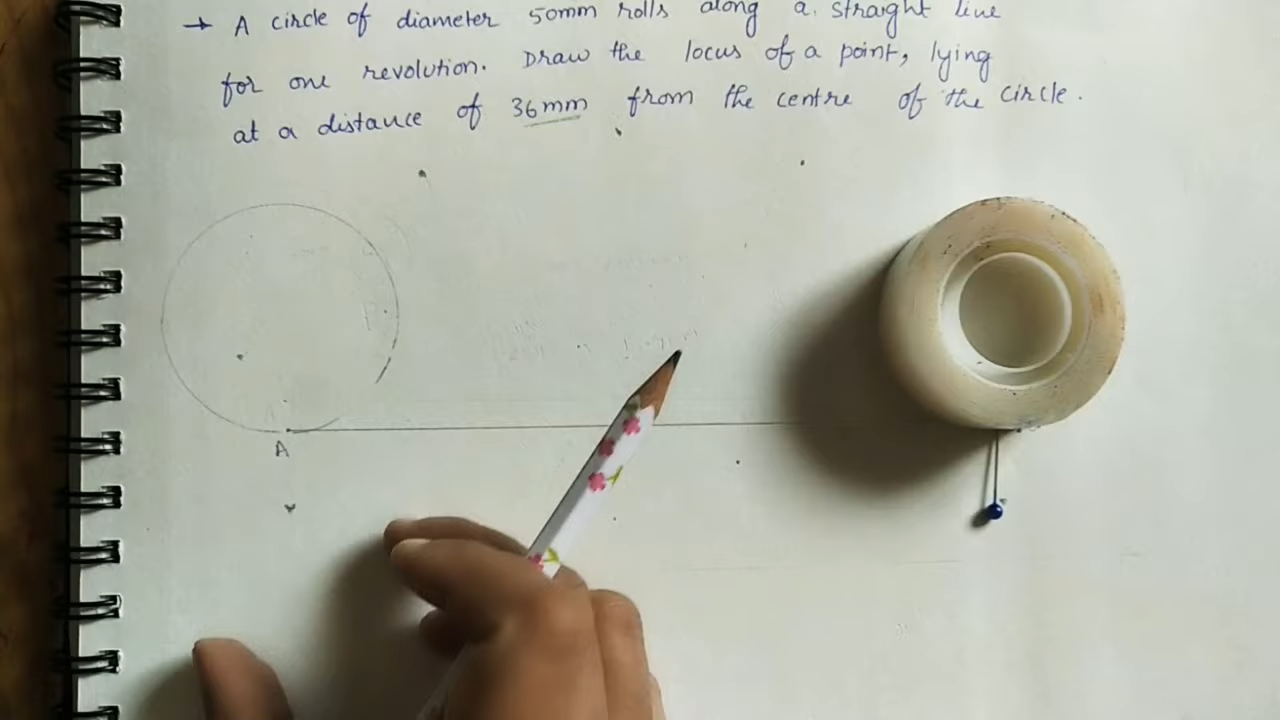 → A circle of diameter 50mm rolls along a straight line
for one revolution. Draw the locus of a point, lying
at a distance of 36mm from the centre of the circle.
A